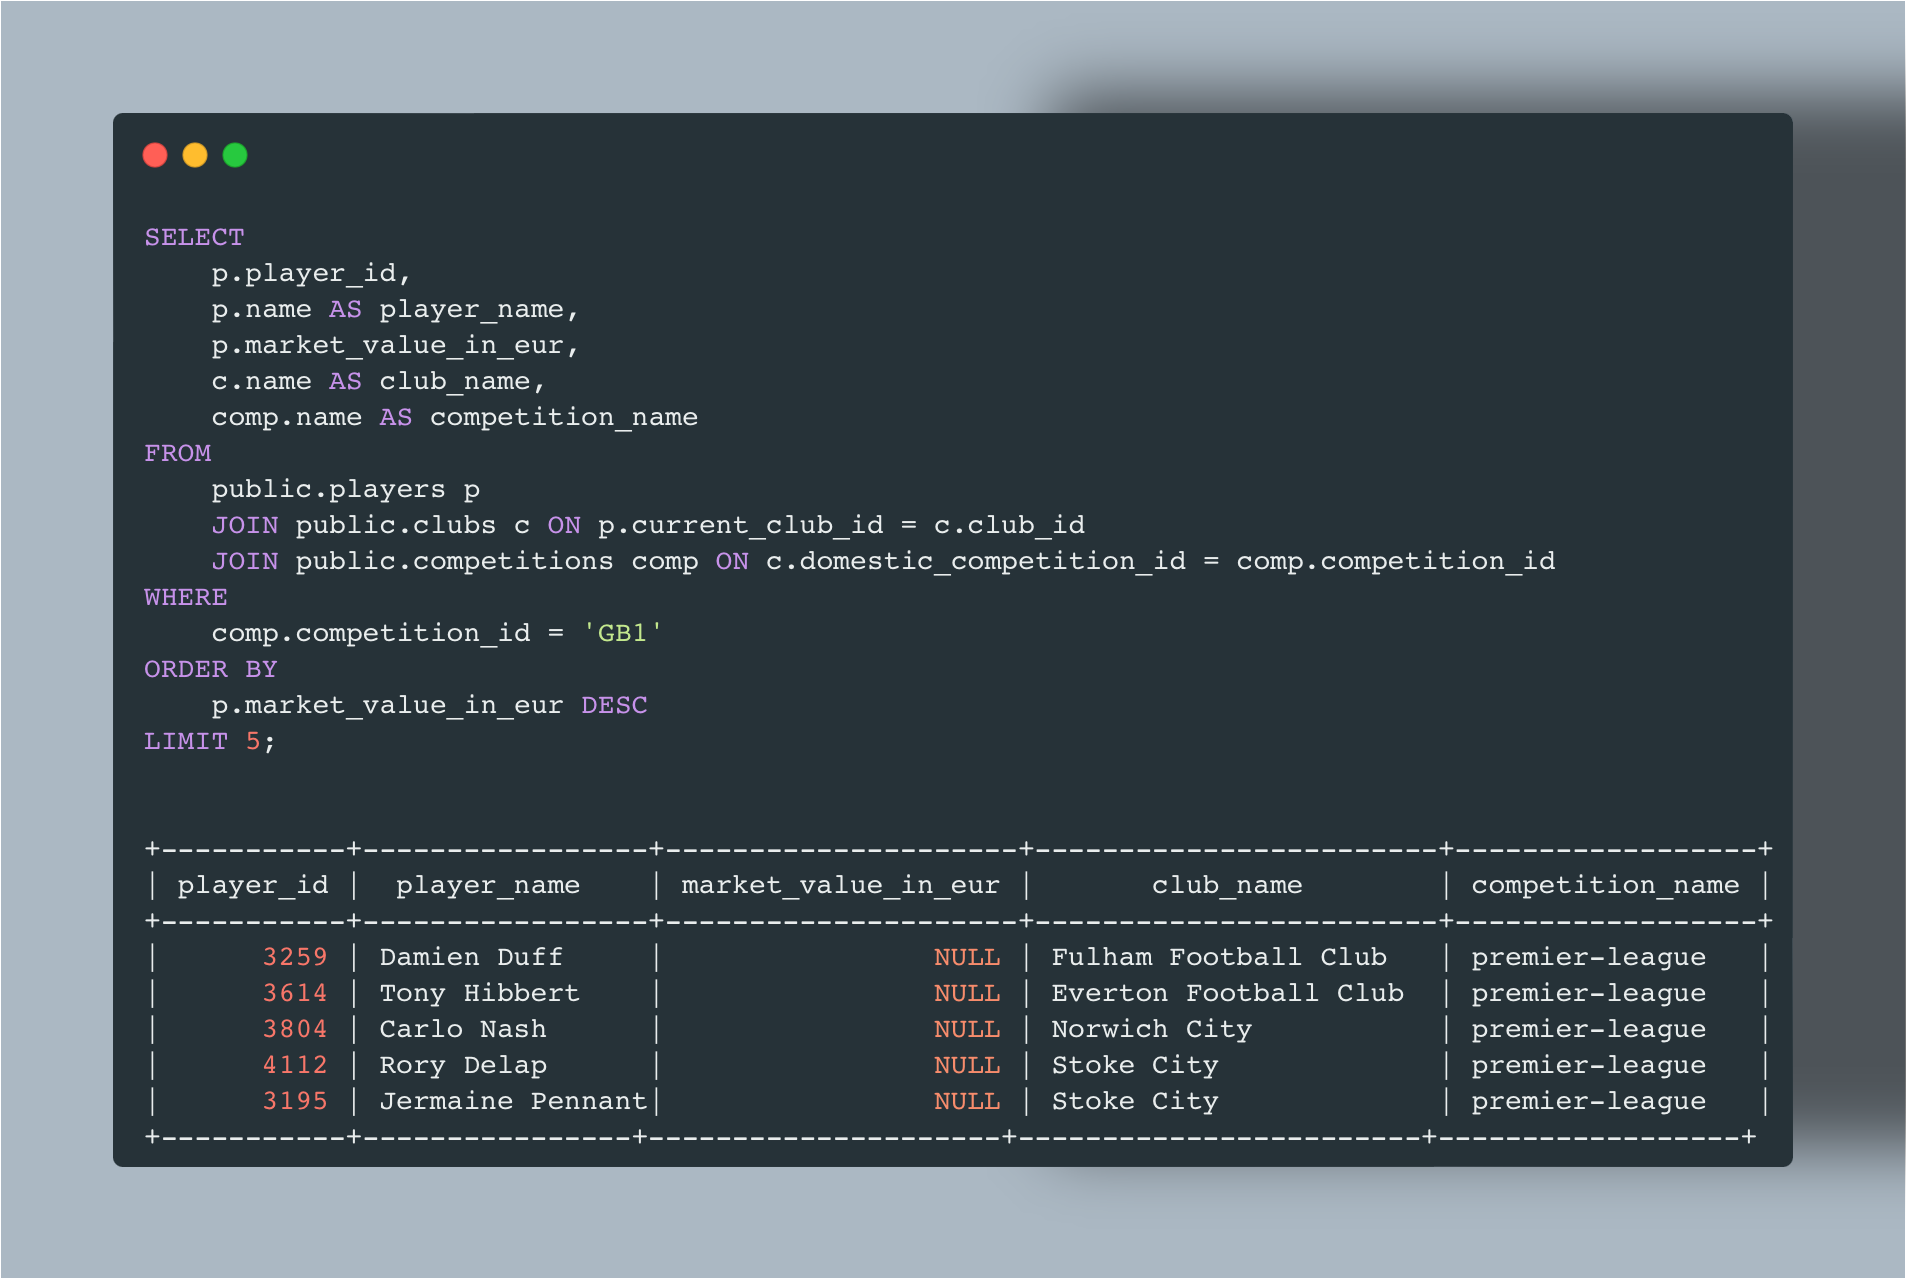 SELECT
    p.player_id,
    p.name AS player_name,
    p.market_value_in_eur,
    c.name AS club_name,
    comp.name AS competition_name
FROM
    public.players p
    JOIN public.clubs c ON p.current_club_id = c.club_id
    JOIN public.competitions comp ON c.domestic_competition_id = comp.competition_id
WHERE
    comp.competition_id = 'GB1'
ORDER BY
    p.market_value_in_eur DESC
LIMIT 5;
+-----------+-----------------+---------------------+------------------------+------------------+
| player_id |  player_name    | market_value_in_eur |       club_name        | competition_name |
+-----------+-----------------+---------------------+------------------------+------------------+
|      3259 | Damien Duff     |                NULL | Fulham Football Club   | premier-league   |
|      3614 | Tony Hibbert    |                NULL | Everton Football Club  | premier-league   |
|      3804 | Carlo Nash      |                NULL | Norwich City           | premier-league   |
|      4112 | Rory Delap      |                NULL | Stoke City             | premier-league   |
|      3195 | Jermaine Pennant|                NULL | Stoke City             | premier-league   |
+-----------+----------------+---------------------+------------------------+------------------+